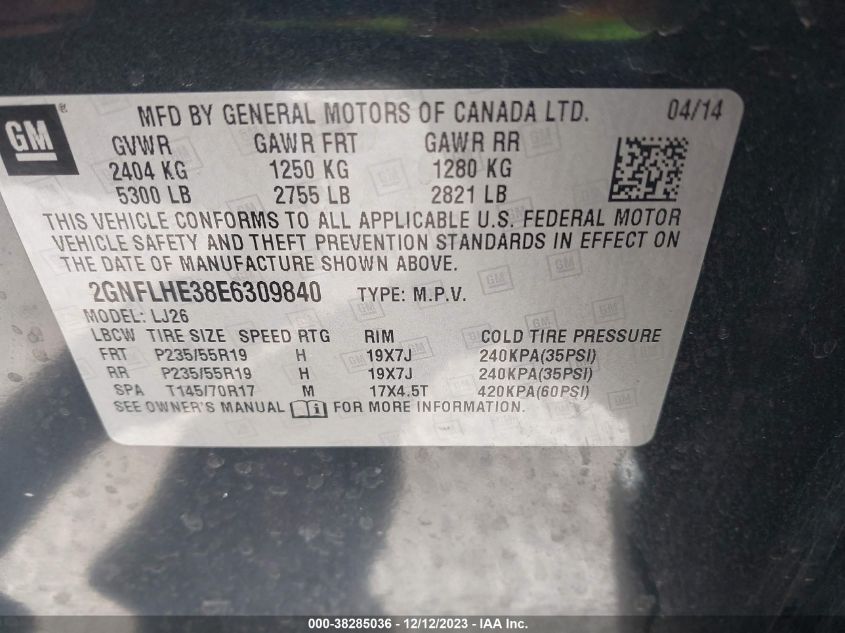 GM ® MFD BY GENERAL MOTORS OF CANADA LTD. 04/14
GVWR GAWR FRT GAWR RR
2404 KG 1250 KG 1280 KG
5300 LB 2755 LB 2821 LB
THIS VEHICLE CONFORMS TO ALL APPLICABLE U.S. FEDERAL MOTOR
VEHICLE SAFETY AND THEFT PREVENTION STANDARDS IN EFFECT ON
THE DATE OF MANUFACTURE SHOWN ABOVE.
2GNFLHE38E6309840 TYPE: M.P.V.
MODEL: LJ26
LBCW TIRE SIZE SPEED RTG RIM COLD TIRE PRESSURE
FRT P235/55R19 H 19X7J 240KPA(35PSI)
RR P235/55R19 H 19X7J 240KPA(35PSI)
SPA T145/70R17 M 17X4.5T 420KPA(60PSI)
SEE OWNER'S MANUAL i FOR MORE INFORMATION.
000-38285036 - 12/12/2023 - IAA Inc.